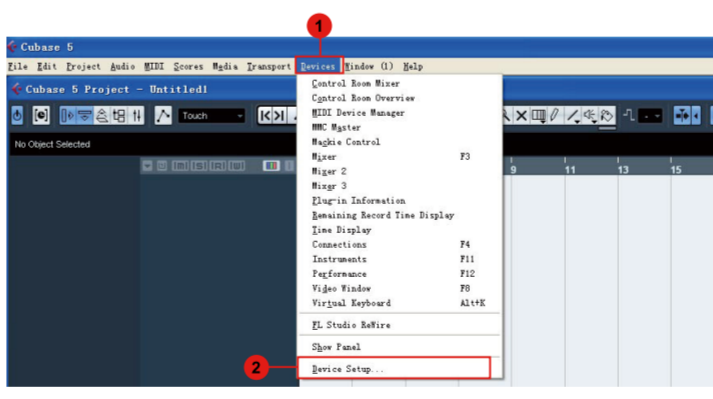 1
Cubase 5
File Edit Project Audio MIDI Scores Media Transport Devices Window (1) Help
Cubase 5 Project - Untitled1
Touch
No Object Selected
9 11 13 15
Control Room Mixer
Control Room Overview
MIDI Device Manager
MMC Master
Mackie Control
Mixer F3
Mixer 2
Mixer 3
Plug-in Information
Remaining Record Time Display
Time Display
Connections F4
Instruments F11
Performance F12
Video Window F8
Virtual Keyboard Alt+K
FL Studio ReWire
Show Panel
2
Device Setup...